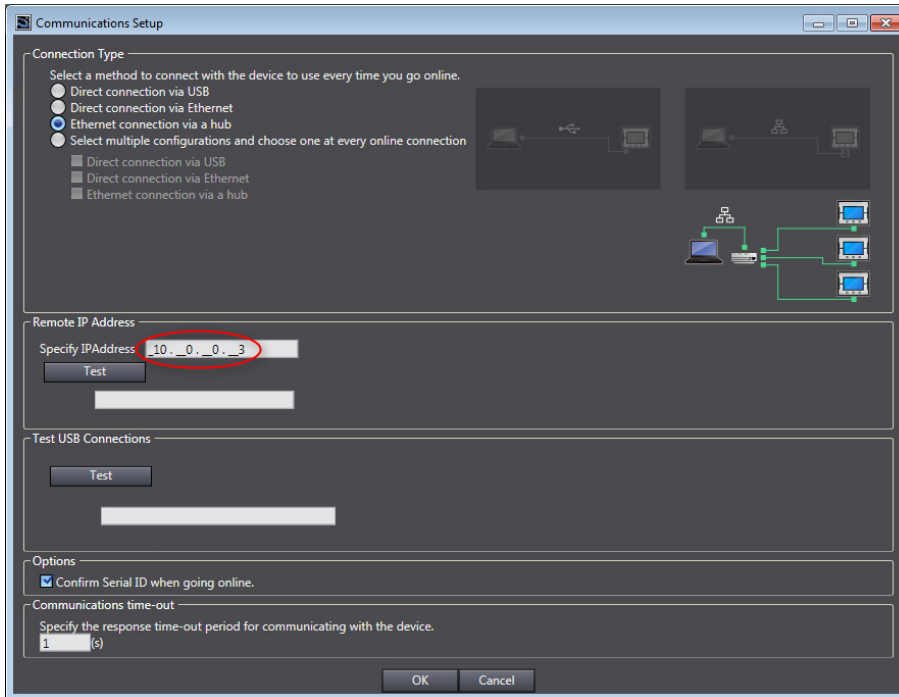 Communications Setup
Connection Type
Select a method to connect with the device to use every time you go online.
Direct connection via USB
Direct connection via Ethernet
Ethernet connection via a hub
Select multiple configurations and choose one at every online connection
Direct connection via USB
Direct connection via Ethernet
Ethernet connection via a hub
Remote IP Address
Specify IPAddress _10.__0.__0.__3
Test
Test USB Connections
Test
Options
Confirm Serial ID when going online.
Communications time-out
Specify the response time-out period for communicating with the device.
1 (s)
OK Cancel